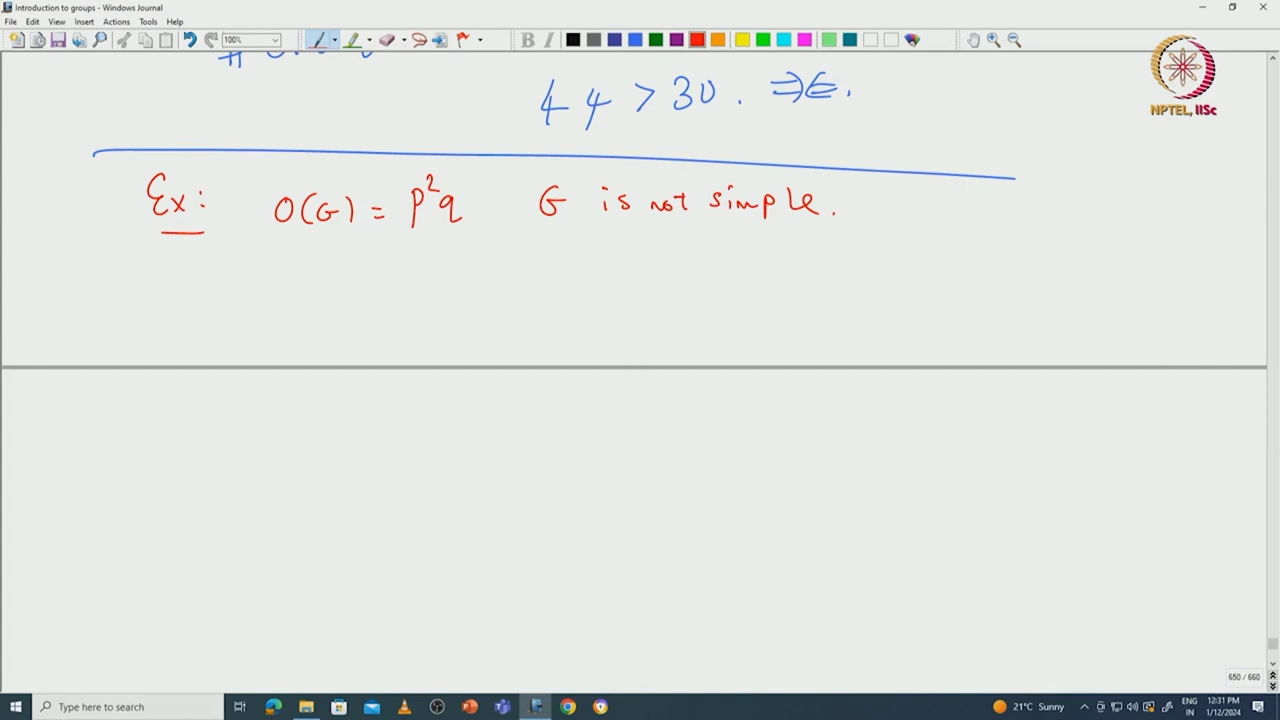 Introduction to groups - Windows Journal
File Edit View Insert Actions Tools Help
100%
B I
NPTEL, IISc
44 > 30. ⇒⇐.
Ex: O(G) = p²q G is not simple.
650 / 660
Type here to search
21°C Sunny
ENG
IN
12:31 PM
1/12/2024